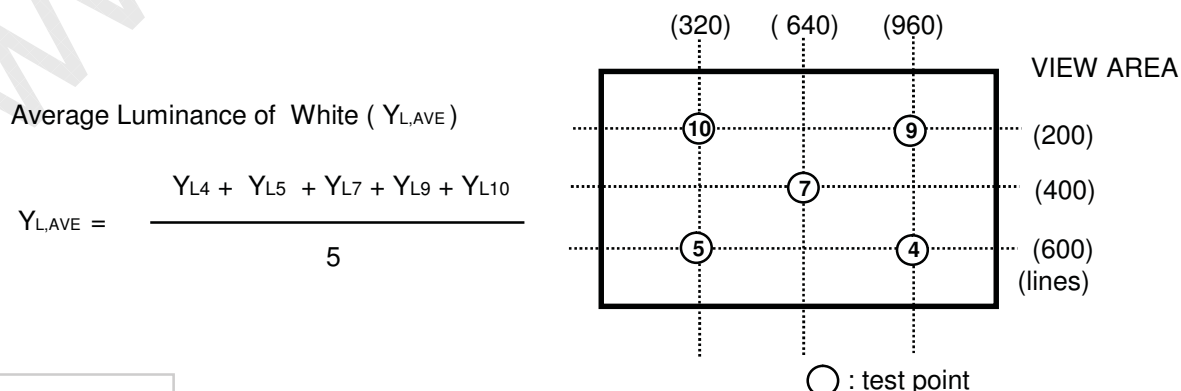 (320) ( 640) (960)
VIEW AREA
Average Luminance of White ( YL,AVE )
10 9 (200)
YL4 + YL5 + YL7 + YL9 + YL10
7 (400)
YL,AVE =
5
5 4 (600)
(lines)
: test point